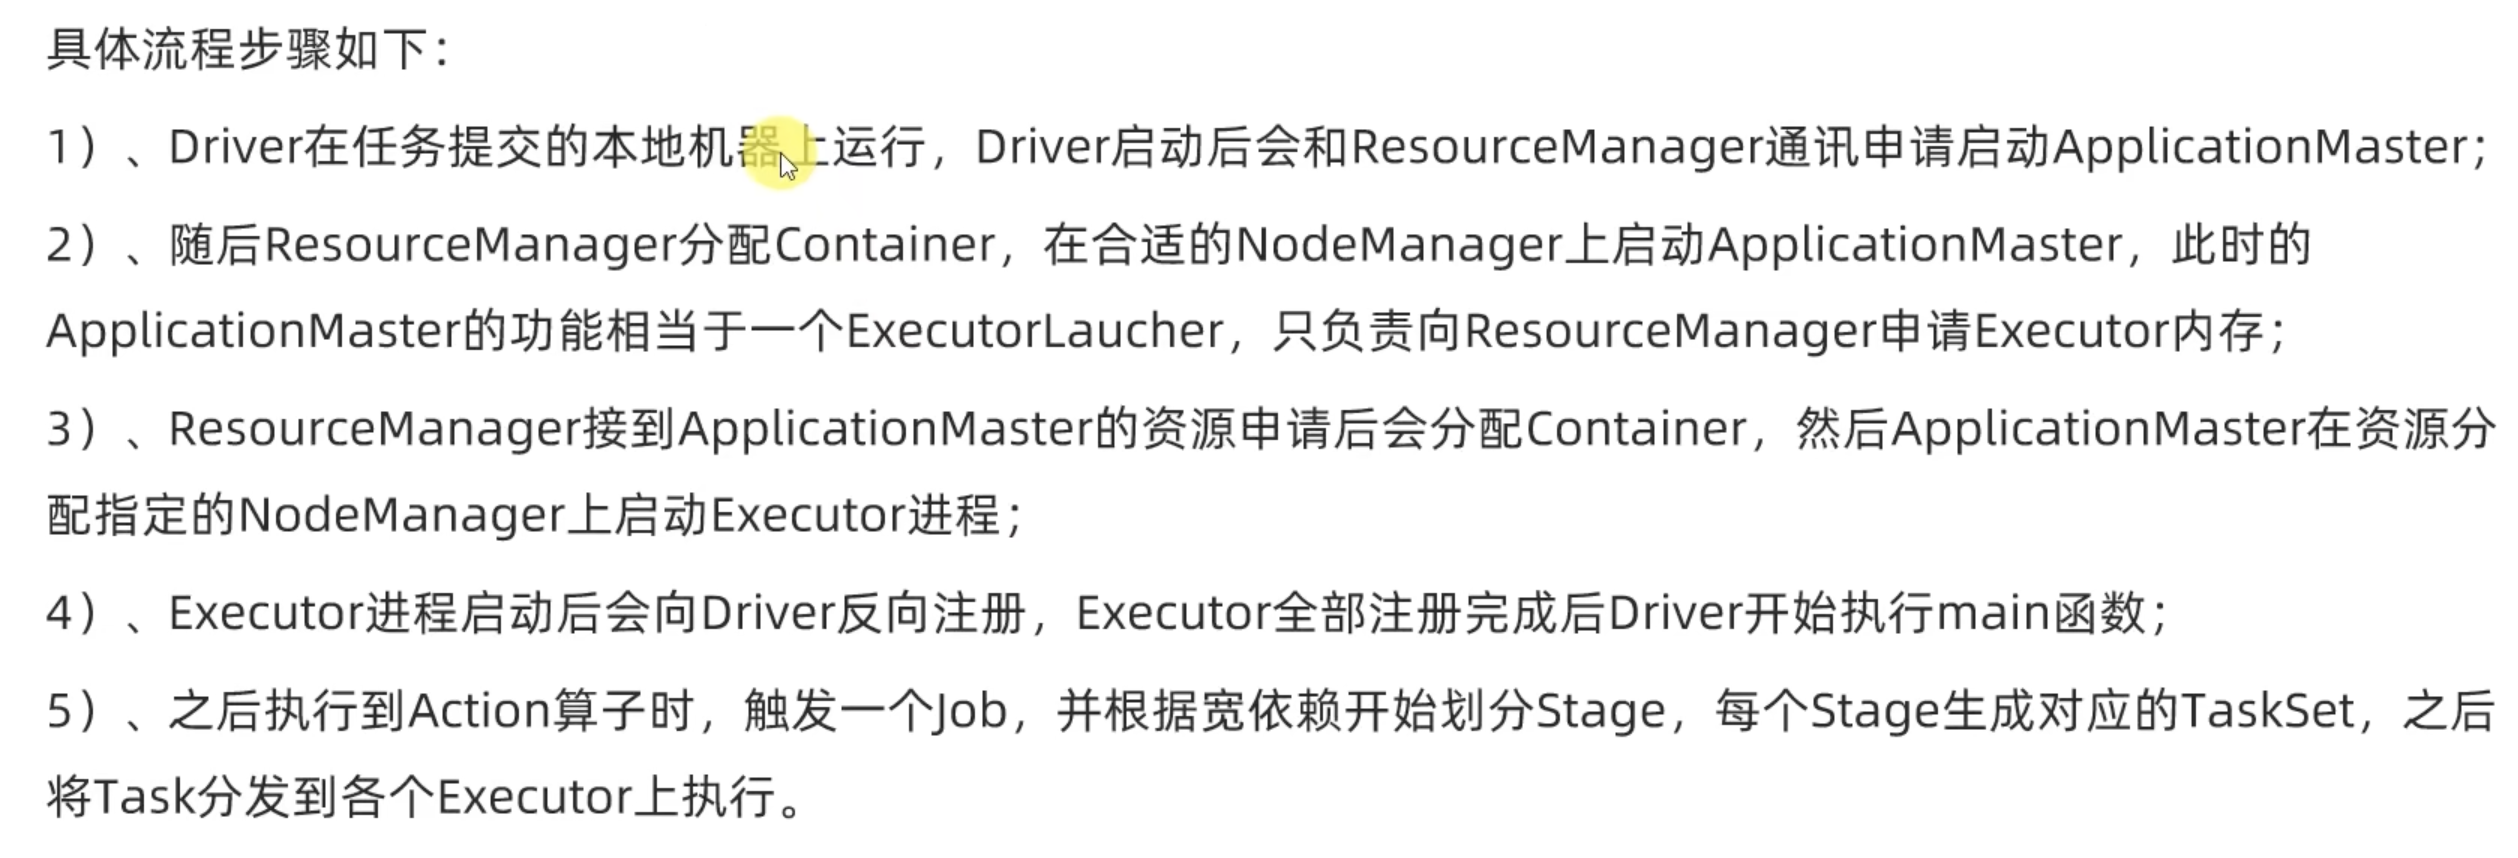 具体流程步骤如下：
1）、Driver在任务提交的本地机器上运行，Driver启动后会和ResourceManager通讯申请启动ApplicationMaster；
2）、随后ResourceManager分配Container，在合适的NodeManager上启动ApplicationMaster，此时的
ApplicationMaster的功能相当于一个ExecutorLaucher，只负责向ResourceManager申请Executor内存；
3）、ResourceManager接到ApplicationMaster的资源申请后会分配Container，然后ApplicationMaster在资源分
配指定的NodeManager上启动Executor进程；
4）、Executor进程启动后会向Driver反向注册，Executor全部注册完成后Driver开始执行main函数；
5）、之后执行到Action算子时，触发一个Job，并根据宽依赖开始划分Stage，每个Stage生成对应的TaskSet，之后
将Task分发到各个Executor上执行。